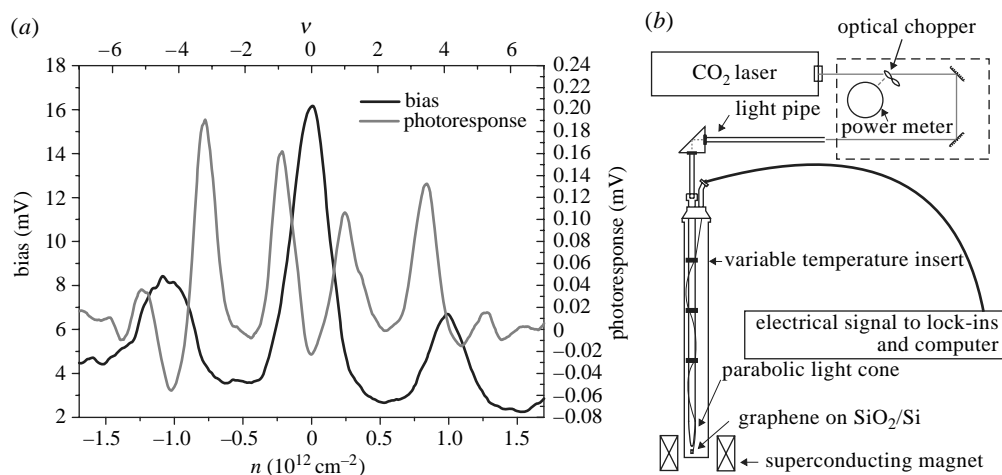 (a)
ν
−6 −4 −2 0 2 4 6
18
16
14
12
10
8
6
4
2
bias (mV)
bias
photoresponse
0.24
0.22
0.20
0.18
0.16
0.14
0.12
0.10
0.08
0.06
0.04
0.02
0
−0.02
−0.04
−0.06
−0.08
photoresponse (mV)
−1.5 −1.0 −0.5 0 0.5 1.0 1.5
n (10¹² cm⁻²)
(b)
optical chopper
CO₂ laser
light pipe
power meter
variable temperature insert
electrical signal to lock-ins
and computer
parabolic light cone
graphene on SiO₂/Si
superconducting magnet